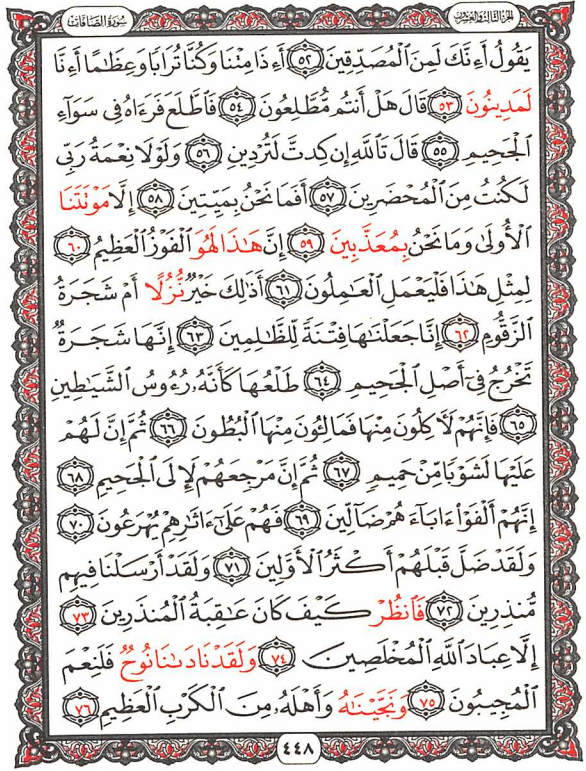 الجزء الثالث والعشرون
سورة الصافات
يَقُولُ أَءِنَّكَ لَمِنَ ٱلْمُصَدِّقِينَ ٥٢ أَءِذَا مِتْنَا وَكُنَّا تُرَابًا وَعِظَٰمًا أَءِنَّا
لَمَدِينُونَ ٥٣ قَالَ هَلْ أَنتُم مُّطَّلِعُونَ ٥٤ فَٱطَّلَعَ فَرَءَاهُ فِى سَوَآءِ
ٱلْجَحِيمِ ٥٥ قَالَ تَٱللَّهِ إِن كِدتَّ لَتُرْدِينِ ٥٦ وَلَوْلَا نِعْمَةُ رَبِّى
لَكُنتُ مِنَ ٱلْمُحْضَرِينَ ٥٧ أَفَمَا نَحْنُ بِمَيِّتِينَ ٥٨ إِلَّا مَوْتَتَنَا
ٱلْأُولَىٰ وَمَا نَحْنُ بِمُعَذَّبِينَ ٥٩ إِنَّ هَٰذَا لَهُوَ ٱلْفَوْزُ ٱلْعَظِيمُ ٦٠
لِمِثْلِ هَٰذَا فَلْيَعْمَلِ ٱلْعَٰمِلُونَ ٦١ أَذَٰلِكَ خَيْرٌ نُّزُلًا أَمْ شَجَرَةُ
ٱلزَّقُّومِ ٦٢ إِنَّا جَعَلْنَٰهَا فِتْنَةً لِّلظَّٰلِمِينَ ٦٣ إِنَّهَا شَجَرَةٌ
تَخْرُجُ فِىٓ أَصْلِ ٱلْجَحِيمِ ٦٤ طَلْعُهَا كَأَنَّهُۥ رُءُوسُ ٱلشَّيَٰطِينِ
٦٥ فَإِنَّهُمْ لَءَاكِلُونَ مِنْهَا فَمَالِـُٔونَ مِنْهَا ٱلْبُطُونَ ٦٦ ثُمَّ إِنَّ لَهُمْ
عَلَيْهَا لَشَوْبًا مِّنْ حَمِيمٍ ٦٧ ثُمَّ إِنَّ مَرْجِعَهُمْ لَإِلَى ٱلْجَحِيمِ ٦٨
إِنَّهُمْ أَلْفَوْا۟ ءَابَآءَهُمْ ضَآلِّينَ ٦٩ فَهُمْ عَلَىٰٓ ءَاثَٰرِهِمْ يُهْرَعُونَ ٧٠
وَلَقَدْ ضَلَّ قَبْلَهُمْ أَكْثَرُ ٱلْأَوَّلِينَ ٧١ وَلَقَدْ أَرْسَلْنَا فِيهِم
مُّنذِرِينَ ٧٢ فَٱنظُرْ كَيْفَ كَانَ عَٰقِبَةُ ٱلْمُنذَرِينَ ٧٣
إِلَّا عِبَادَ ٱللَّهِ ٱلْمُخْلَصِينَ ٧٤ وَلَقَدْ نَادَىٰنَا نُوحٌ فَلَنِعْمَ
ٱلْمُجِيبُونَ ٧٥ وَنَجَّيْنَٰهُ وَأَهْلَهُۥ مِنَ ٱلْكَرْبِ ٱلْعَظِيمِ ٧٦
٤٤٨